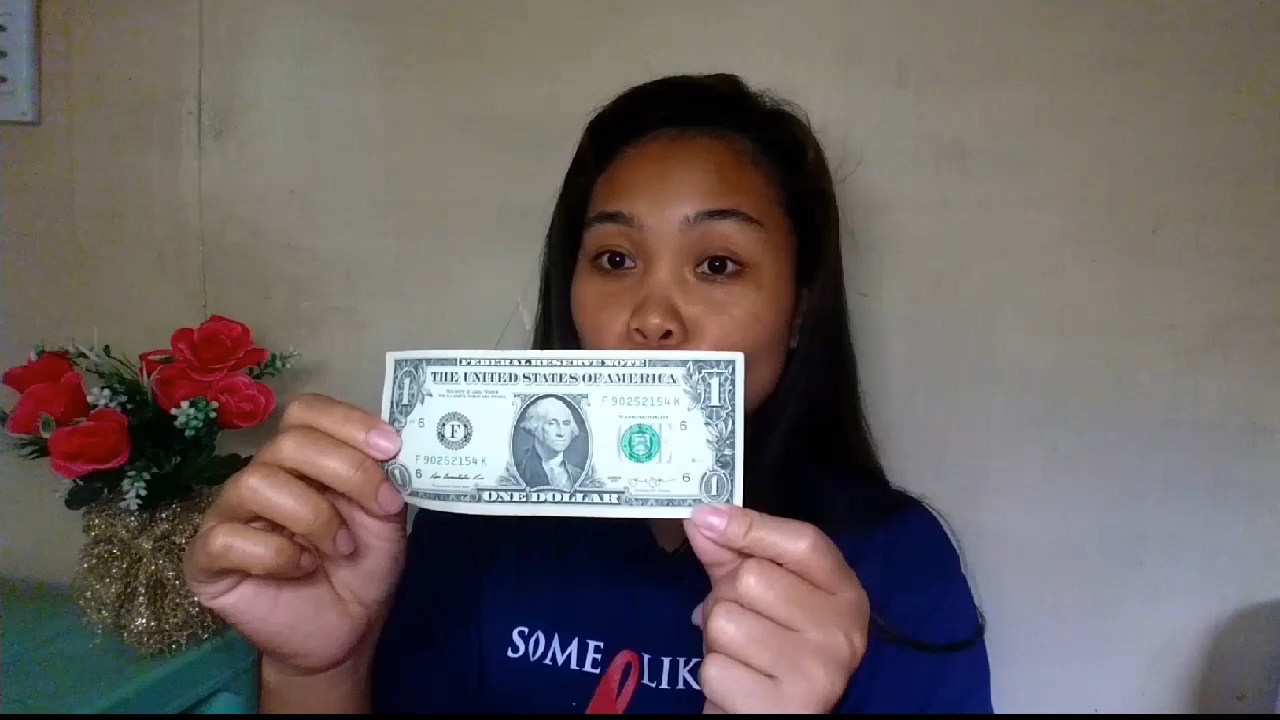 FEDERAL RESERVE NOTE
THE UNITED STATES OF AMERICA
1
1
F 90252154 K
6
6
F
F 90252154 K
6
6
1
ONE DOLLAR
1
SOME LIK